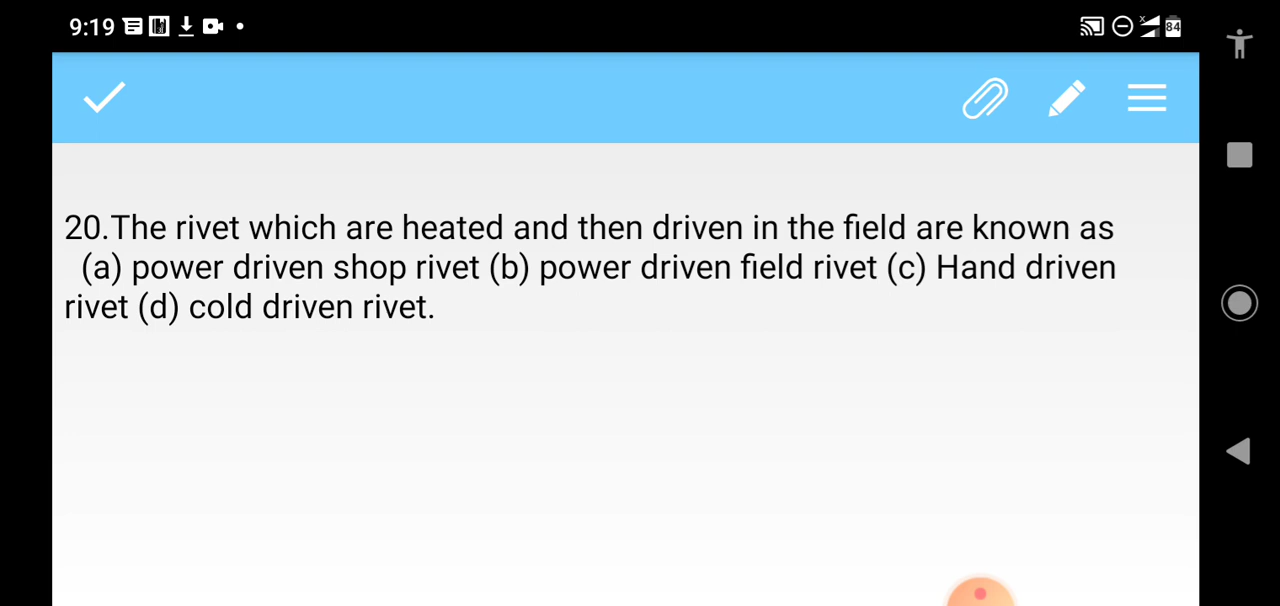 9:19
84
20.The rivet which are heated and then driven in the field are known as
(a) power driven shop rivet (b) power driven field rivet (c) Hand driven
rivet (d) cold driven rivet.